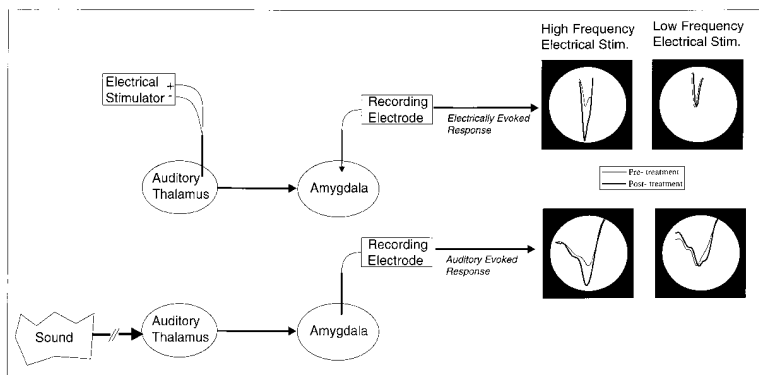 High Frequency
Electrical Stim.
Low Frequency
Electrical Stim.
Electrical
Stimulator
+
-
Recording
Electrode
Electrically Evoked
Response
Auditory
Thalamus
Amygdala
Pre- treatment
Post- treatment
Recording
Electrode
Auditory Evoked
Response
Sound
Auditory
Thalamus
Amygdala